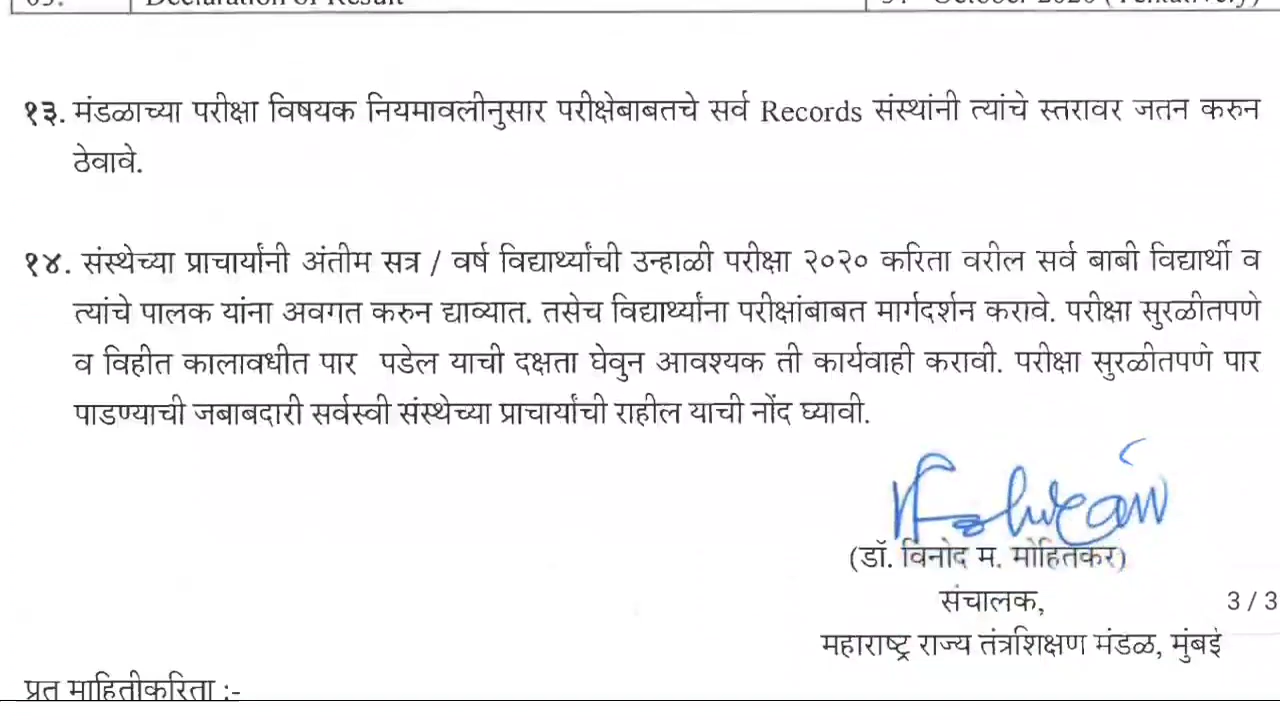 १३. मंडळाच्या परीक्षा विषयक नियमावलीनुसार परीक्षेबाबतचे सर्व Records संस्थांनी त्यांचे स्तरावर जतन करुन
ठेवावे.
१४. संस्थेच्या प्राचार्यांनी अंतीम सत्र / वर्ष विद्यार्थ्यांची उन्हाळी परीक्षा २०२० करिता वरील सर्व बाबी विद्यार्थी व
त्यांचे पालक यांना अवगत करुन द्याव्यात. तसेच विद्यार्थ्यांना परीक्षांबाबत मार्गदर्शन करावे. परीक्षा सुरळीतपणे
व विहीत कालावधीत पार पडेल याची दक्षता घेवुन आवश्यक ती कार्यवाही करावी. परीक्षा सुरळीतपणे पार
पाडण्याची जबाबदारी सर्वस्वी संस्थेच्या प्राचार्यांची राहील याची नोंद घ्यावी.
(डॉ. विनोद म. मोहितकर)
संचालक,
3 / 3
महाराष्ट्र राज्य तंत्रशिक्षण मंडळ, मुंबई
प्रत माहितीकरिता :-